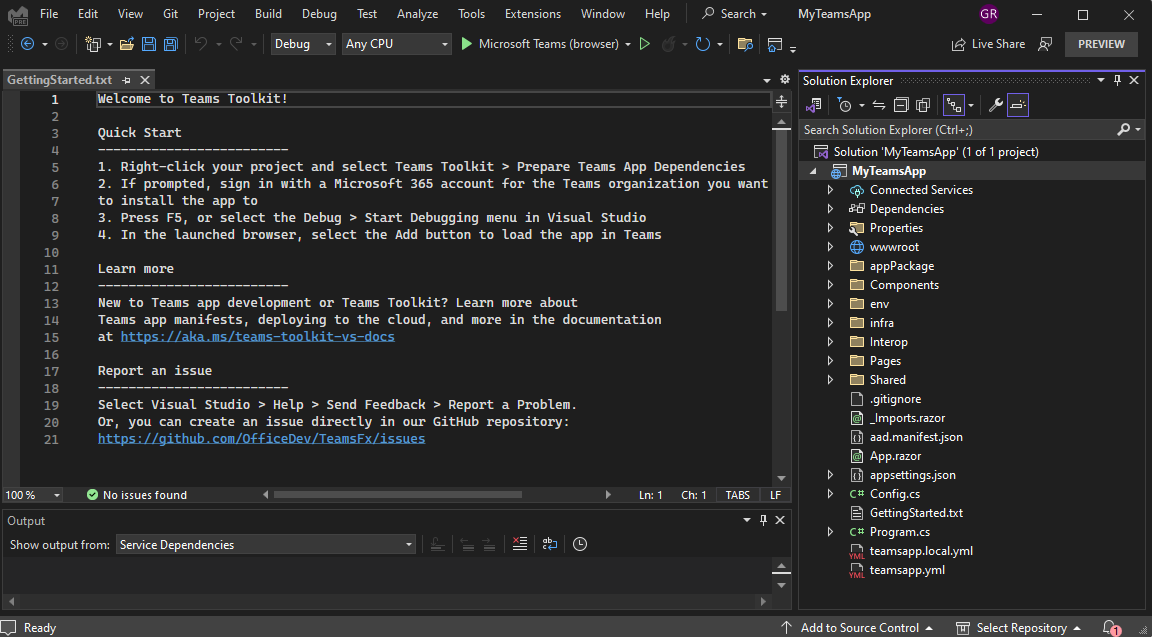 File Edit View Git Project Build Debug Test Analyze Tools Extensions Window Help Search MyTeamsApp GR
Debug Any CPU Microsoft Teams (browser) Live Share PREVIEW
GettingStarted.txt
1 Welcome to Teams Toolkit!
2
3 Quick Start
4 -------------------------
5 1. Right-click your project and select Teams Toolkit > Prepare Teams App Dependencies
6 2. If prompted, sign in with a Microsoft 365 account for the Teams organization you want
7 to install the app to
8 3. Press F5, or select the Debug > Start Debugging menu in Visual Studio
9 4. In the launched browser, select the Add button to load the app in Teams
10
11 Learn more
12 -------------------------
13 New to Teams app development or Teams Toolkit? Learn more about
14 Teams app manifests, deploying to the cloud, and more in the documentation
15 at https://aka.ms/teams-toolkit-vs-docs
16
17 Report an issue
18 -------------------------
19 Select Visual Studio > Help > Send Feedback > Report a Problem.
20 Or, you can create an issue directly in our GitHub repository:
21 https://github.com/OfficeDev/TeamsFx/issues
100 % No issues found Ln: 1 Ch: 1 TABS LF
Output
Show output from: Service Dependencies
Solution Explorer
Search Solution Explorer (Ctrl+;)
Solution 'MyTeamsApp' (1 of 1 project)
MyTeamsApp
Connected Services
Dependencies
Properties
wwwroot
appPackage
Components
env
infra
Interop
Pages
Shared
.gitignore
_Imports.razor
aad.manifest.json
App.razor
appsettings.json
C# Config.cs
GettingStarted.txt
C# Program.cs
YML teamsapp.local.yml
YML teamsapp.yml
Ready Add to Source Control Select Repository 1